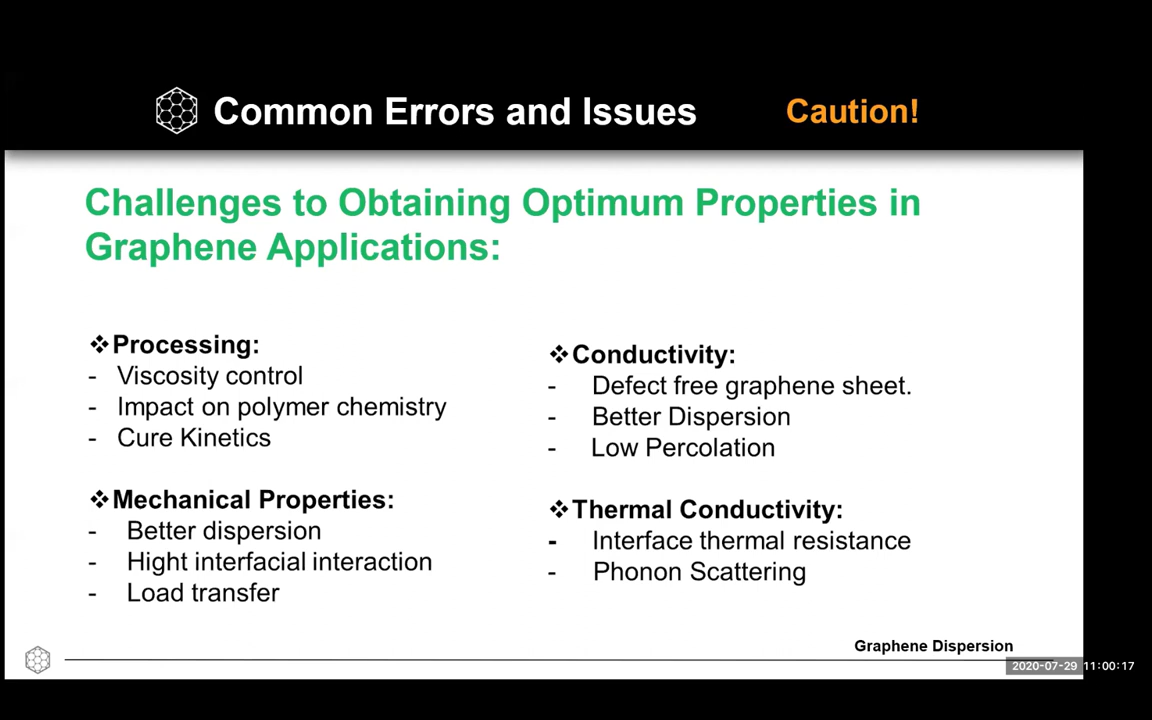 Common Errors and Issues
Caution!
Challenges to Obtaining Optimum Properties in
Graphene Applications:
❖Processing:
- Viscosity control
- Impact on polymer chemistry
- Cure Kinetics
❖Mechanical Properties:
- Better dispersion
- Hight interfacial interaction
- Load transfer
❖Conductivity:
- Defect free graphene sheet.
- Better Dispersion
- Low Percolation
❖Thermal Conductivity:
- Interface thermal resistance
- Phonon Scattering
Graphene Dispersion
2020-07-29 11:00:17